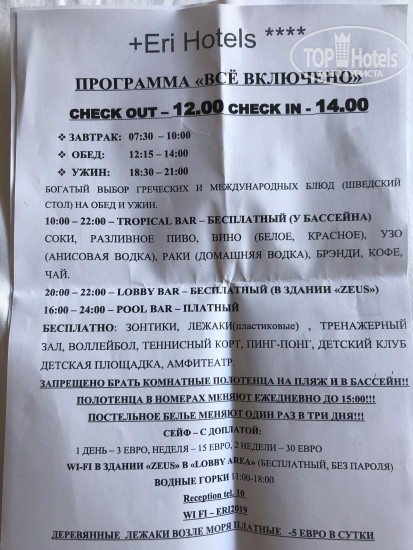 +Eri Hotels ****
TOP Hotels
ПРОГРАММА «ВСЁ ВКЛЮЧЕНО»
CHECK OUT – 12.00 CHECK IN - 14.00
❖ ЗАВТРАК: 07:30 – 10:00
❖ ОБЕД: 12:15 – 14:00
❖ УЖИН: 18:30 – 21:00
БОГАТЫЙ ВЫБОР ГРЕЧЕСКИХ И МЕЖДУНАРОДНЫХ БЛЮД (ШВЕДСКИЙ
СТОЛ) НА ОБЕД И УЖИН.
10:00 – 22:00 – TROPICAL BAR – БЕСПЛАТНЫЙ (У БАССЕЙНА)
СОКИ, РАЗЛИВНОЕ ПИВО, ВИНО (БЕЛОЕ, КРАСНОЕ), УЗО
(АНИСОВАЯ ВОДКА), РАКИ (ДОМАШНЯЯ ВОДКА), БРЭНДИ, КОФЕ,
ЧАЙ.
20:00 – 22:00 – LOBBY BAR – БЕСПЛАТНЫЙ (В ЗДАНИИ «ZEUS»)
16:00 – 24:00 – POOL BAR – ПЛАТНЫЙ
БЕСПЛАТНО: ЗОНТИКИ, ЛЕЖАКИ(пластиковые) , ТРЕНАЖЕРНЫЙ
ЗАЛ, ВОЛЛЕЙБОЛ, ТЕННИСНЫЙ КОРТ, ПИНГ-ПОНГ, ДЕТСКИЙ КЛУБ
ДЕТСКАЯ ПЛОЩАДКА, АМФИТЕАТР.
ЗАПРЕЩЕНО БРАТЬ КОМНАТНЫЕ ПОЛОТЕНЦА НА ПЛЯЖ И В БАССЕЙН!!
ПОЛОТЕНЦА В НОМЕРАХ МЕНЯЮТ ЕЖЕДНЕВНО ДО 15:00!!!
ПОСТЕЛЬНОЕ БЕЛЬЕ МЕНЯЮТ ОДИН РАЗ В ТРИ ДНЯ!!!
СЕЙФ – С ДОПЛАТОЙ:
1 ДЕНЬ – 3 ЕВРО, НЕДЕЛЯ – 15 ЕВРО, 2 НЕДЕЛИ – 30 ЕВРО
WI-FI В ЗДАНИИ «ZEUS» В «LOBBY AREA» (БЕСПЛАТНЫЙ, БЕЗ ПАРОЛЯ)
ВОДНЫЕ ГОРКИ 11:00-18:00
Reception tel. 10
WI FI – ERI2019
ДЕРЕВЯННЫЕ ЛЕЖАКИ ВОЗЛЕ МОРЯ ПЛАТНЫЕ -5 ЕВРО В СУТКИ